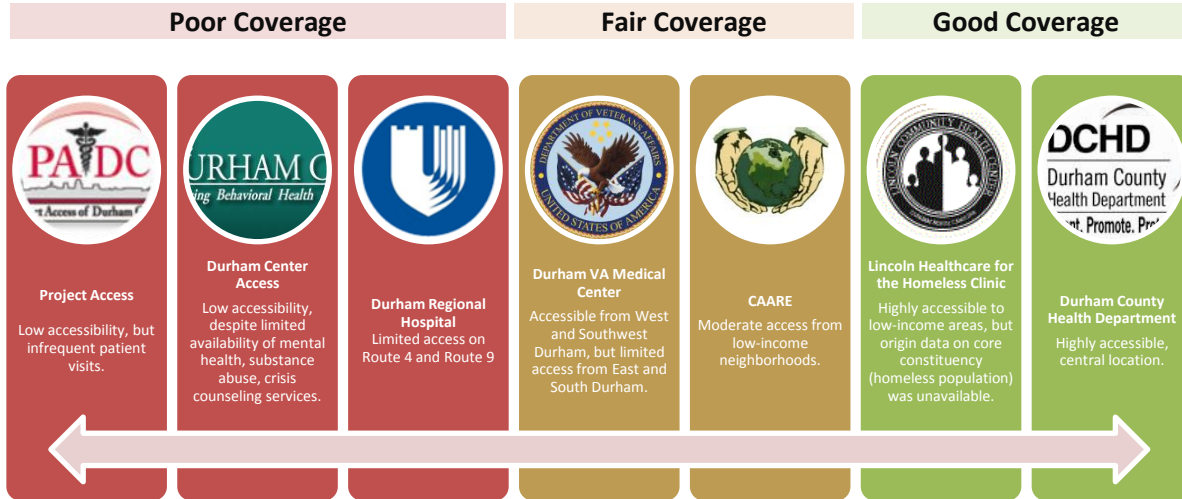 Poor Coverage
Fair Coverage
Good Coverage
PA DC
t Access of Durham
URHAM C
ing Behavioral Health
DEPARTMENT OF VETERANS AFFAIRS
UNITED STATES OF AMERICA
LINCOLN COMMUNITY HEALTH CENTER
DCHD
Durham County
Health Department
nt. Promote. Pro
Project Access
Low accessibility, but
infrequent patient
visits.
Durham Center
Access
Low accessibility,
despite limited
availability of mental
health, substance
abuse, crisis
counseling services.
Durham Regional
Hospital
Limited access on
Route 4 and Route 9
Durham VA Medical
Center
Accessible from West
and Southwest
Durham, but limited
access from East and
South Durham.
CAARE
Moderate access from
low-income
neighborhoods.
Lincoln Healthcare for
the Homeless Clinic
Highly accessible to
low-income areas, but
origin data on core
constituency
(homeless population)
was unavailable.
Durham County
Health Department
Highly accessible,
central location.